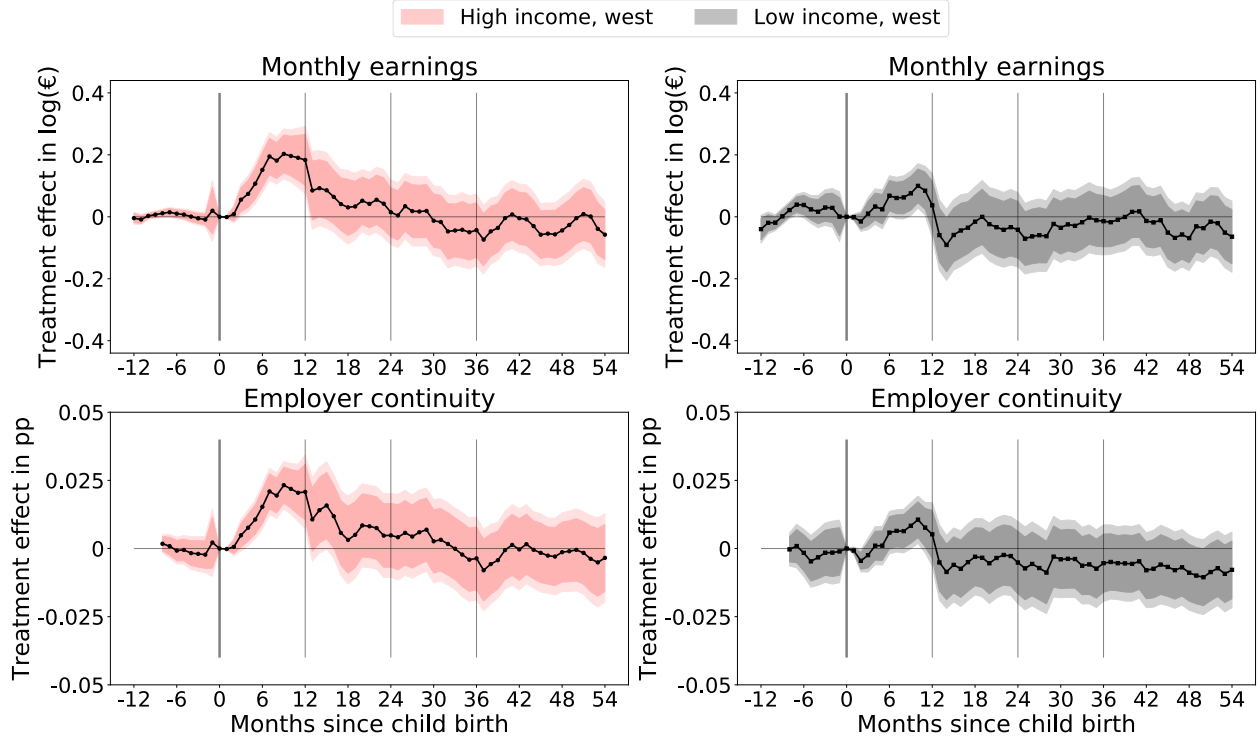 High income, west
Low income, west
Monthly earnings
Treatment effect in log(€)
0.4
0.2
0
-0.2
-0.4
-12 -6 0 6 12 18 24 30 36 42 48 54
Monthly earnings
Treatment effect in log(€)
0.4
0.2
0
-0.2
-0.4
-12 -6 0 6 12 18 24 30 36 42 48 54
Employer continuity
Treatment effect in pp
0.05
0.025
0
-0.025
-0.05
-12 -6 0 6 12 18 24 30 36 42 48 54
Months since child birth
Employer continuity
Treatment effect in pp
0.05
0.025
0
-0.025
-0.05
-12 -6 0 6 12 18 24 30 36 42 48 54
Months since child birth